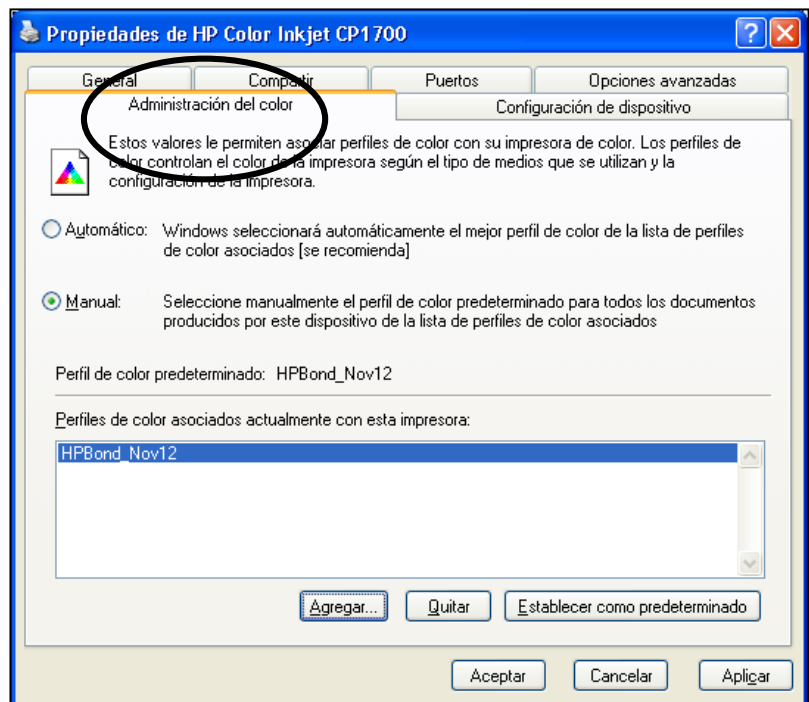 Propiedades de HP Color Inkjet CP1700
General Compartir Puertos Opciones avanzadas
Administración del color Configuración de dispositivo
Estos valores le permiten asociar perfiles de color con su impresora de color. Los perfiles de
color controlan el color de la impresora según el tipo de medios que se utilizan y la
configuración de la impresora.
Automático: Windows seleccionará automáticamente el mejor perfil de color de la lista de perfiles
de color asociados [se recomienda]
Manual: Seleccione manualmente el perfil de color predeterminado para todos los documentos
producidos por este dispositivo de la lista de perfiles de color asociados
Perfil de color predeterminado: HPBond_Nov12
Perfiles de color asociados actualmente con esta impresora:
HPBond_Nov12
Agregar... Quitar Establecer como predeterminado
Aceptar Cancelar Aplicar